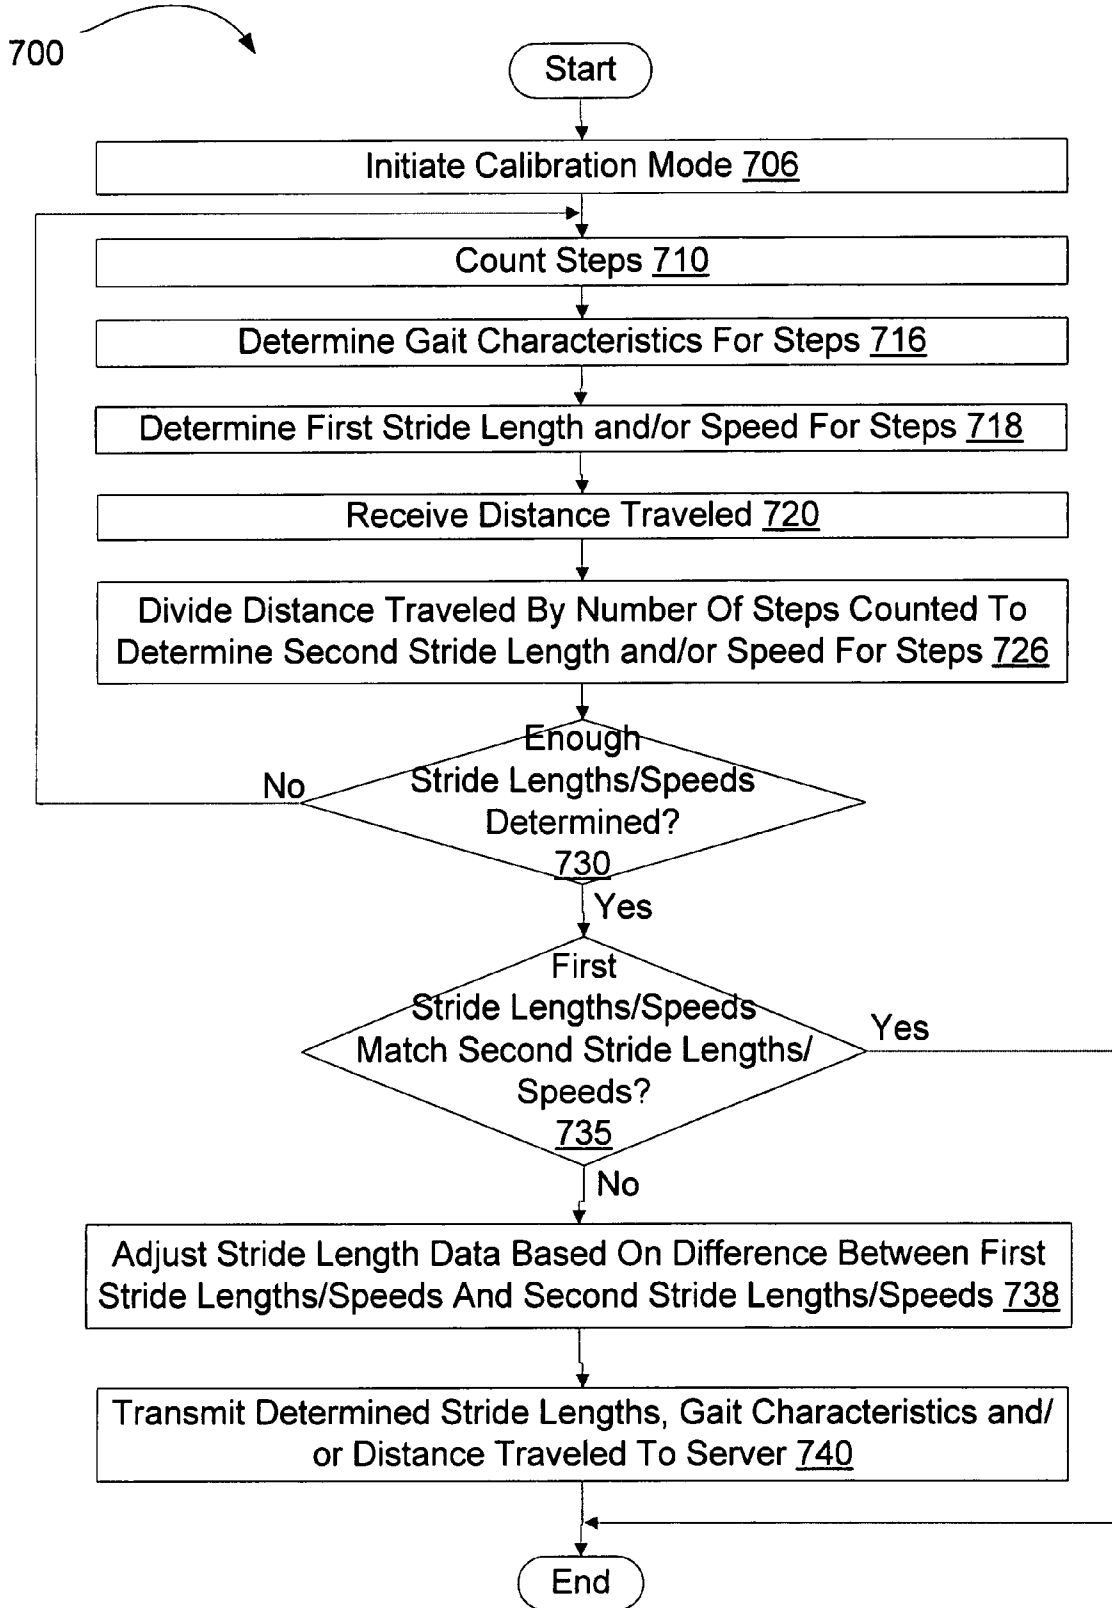 700
Start
Initiate Calibration Mode 706
Count Steps 710
Determine Gait Characteristics For Steps 716
Determine First Stride Length and/or Speed For Steps 718
Receive Distance Traveled 720
Divide Distance Traveled By Number Of Steps Counted To
Determine Second Stride Length and/or Speed For Steps 726
Enough
Stride Lengths/Speeds
Determined?
730
No
Yes
First
Stride Lengths/Speeds
Match Second Stride Lengths/
Speeds?
735
Yes
No
Adjust Stride Length Data Based On Difference Between First
Stride Lengths/Speeds And Second Stride Lengths/Speeds 738
Transmit Determined Stride Lengths, Gait Characteristics and/
or Distance Traveled To Server 740
End